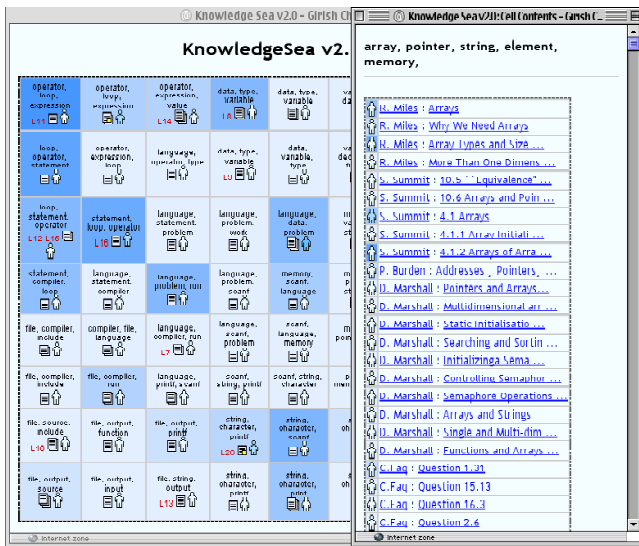 Knowledge Sea v2.0 - Girish Ch
KnowledgeSea v2.
operator, loop, expression
L11
operator, loop, expression
operator, expression, value
L14
data, type, variable
L8
data, type, variable
loop, operator, statement
operator, expression, loop
language, operator, type
data, type, variable
L9
data, variable, type
loop, statement, operator
L12 L15
statement, loop, operator
L16
language, statement, problem
language, problem, work
language, data, problem
statement, compiler, loop
language, statement, compiler
language, problem, run
language, problem, scanf
memory, scanf, language
file, compiler, include
compiler, file, language
language, compiler, run
L7
language, scanf, problem
scanf, language, memory
file, compiler, include
file, compiler, run
language, printf, scanf
scanf, string, printf
scanf, string, character
file, source, include
L10
file, output, function
file, output, printf
string, character, printf
L20
string, character, scanf
file, output, source
file, output, input
file, string, output
L13
string, character, printf
string, character, print
Internet zone
Knowledge Sea v2.0: Cell Contents - Girish C...
array, pointer, string, element,
memory,
R. Miles : Arrays
R. Miles : Why We Need Arrays
R. Miles : Array Types and Size ...
R. Miles : More Than One Dimens ...
S. Summit : 10.5 ``Equivalence" ...
S. Summit : 10.6 Arrays and Poin ...
S. Summit : 4.1 Arrays
S. Summit : 4.1.1 Array Initiali ...
S. Summit : 4.1.2 Arrays of Arra ...
P. Burden : Addresses , Pointers, ...
D. Marshall : Pointers and Arrays...
D. Marshall : Multidimensional arr ...
D. Marshall : Static Initialisatio ...
D. Marshall : Searching and Sortin ...
D. Marshall : Initializinga Sema ...
D. Marshall : Controlling Semaphor ...
D. Marshall : Semaphore Operations ...
D. Marshall : Arrays and Strings
D. Marshall : Single and Multi-dim ...
D. Marshall : Functions and Arrays ...
C.Faq : Question 1.31
C.Faq : Question 15.13
C.Faq : Question 16.3
C.Faq : Question 2.6
Internet zone